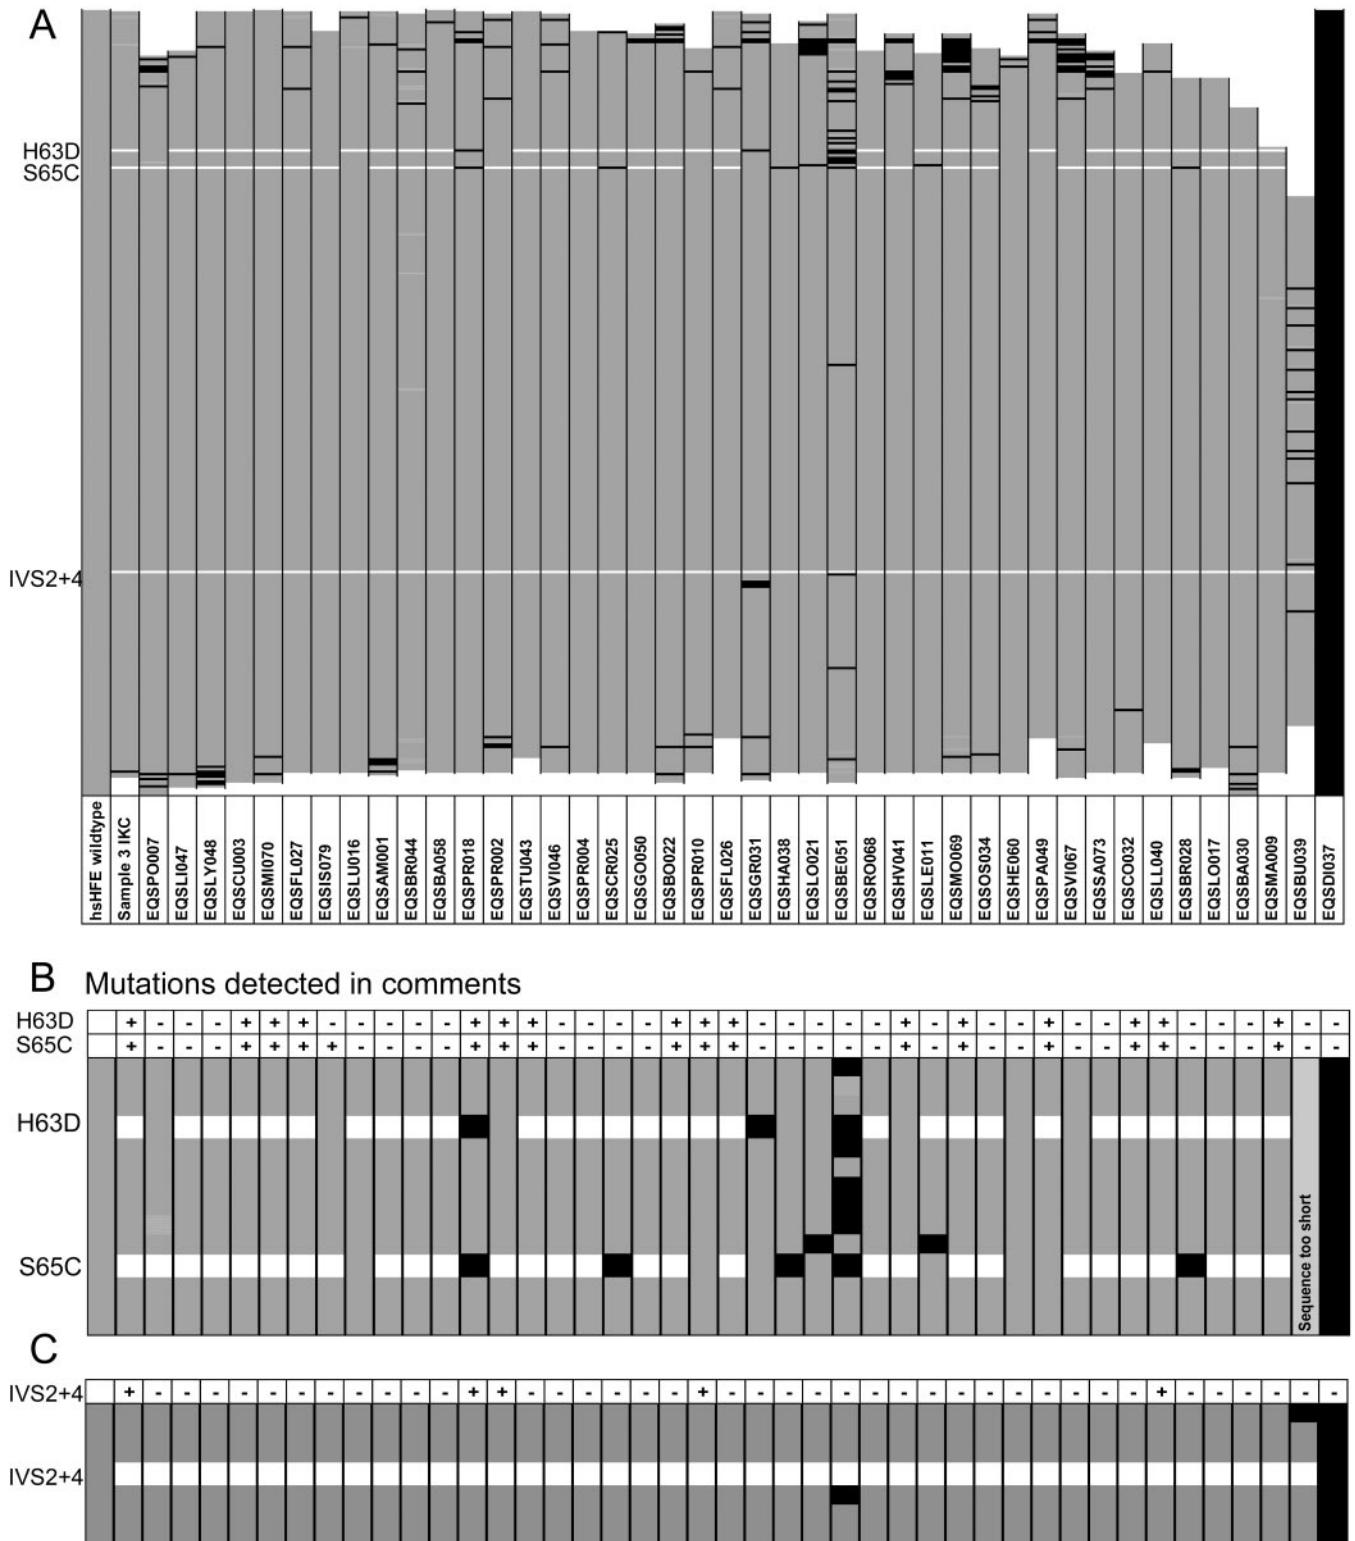 A
H63D
S65C
IVS2+4
hsHFE wildtype
Sample 3 IKC
EQSPO007
EQSLI047
EQSLY048
EQSCU003
EQSMI070
EQSFL027
EQSIS079
EQSLU016
EQSAM001
EQSBR044
EQSBA058
EQSPR018
EQSPR002
EQSTU043
EQSVI046
EQSPR004
EQSCR025
EQSGO050
EQSBO022
EQSPR010
EQSFL026
EQSGR031
EQSHA038
EQSLO021
EQSBE051
EQSRO068
EQSHV041
EQSLE011
EQSMO069
EQSOS034
EQSHE060
EQSPA049
EQSVI067
EQSSA073
EQSCO032
EQSLL040
EQSBR028
EQSLO017
EQSBA030
EQSMA009
EQSBU039
EQSDI037
B Mutations detected in comments
H63D + - - - + + + - - - - - + + + - - - - + + + - - - - - + - + - - + - - + + - - - + - -
S65C + - - - + + + + - - - - + + + - - - - + + + - - - - - + - + - - + - - + + - - - + - -
H63D
S65C
Sequence too short
C
IVS2+4 + - - - - - - - - - - - + + - - - - - - + - - - - - - - - - - - - - - - + - - - - - -
IVS2+4